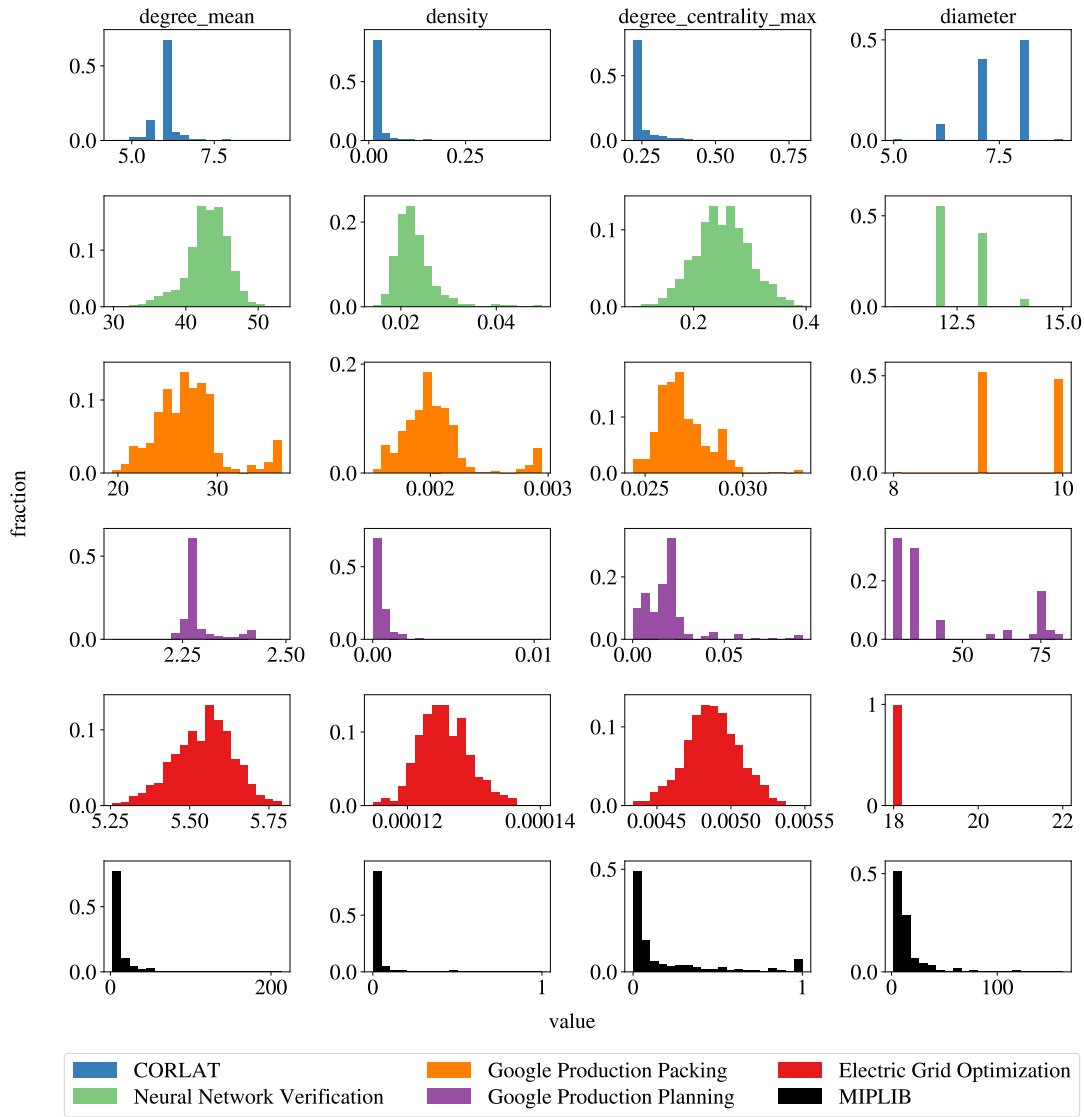 degree_mean density degree_centrality_max diameter
0.5 0.0 5.0 7.5
0.5 0.0 0.00 0.25
0.5 0.0 0.25 0.50 0.75
0.5 0.0 5.0 7.5
0.1 0.0 30 40 50
0.2 0.0 0.02 0.04
0.1 0.0 0.2 0.4
0.5 0.0 12.5 15.0
0.1 0.0 20 30
0.2 0.1 0.0 0.002 0.003
0.1 0.0 0.025 0.030
0.5 0.0 8 10
fraction
0.5 0.0 2.25 2.50
0.5 0.0 0.00 0.01
0.2 0.0 0.00 0.05
0.2 0.0 50 75
0.1 0.0 5.25 5.50 5.75
0.1 0.0 0.00012 0.00014
0.1 0.0 0.0045 0.0050 0.0055
1 0 18 20 22
0.5 0.0 0 200
0.5 0.0 0 1
0.5 0.0 0 1
0.5 0.0 0 100
value
CORLAT Google Production Packing Electric Grid Optimization
Neural Network Verification Google Production Planning MIPLIB